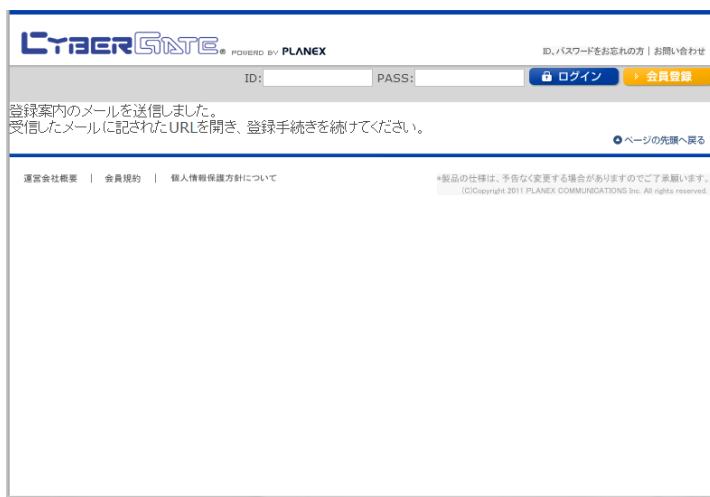 CYBERGATE® POWERD BY PLANEX
ID、パスワードをお忘れの方 | お問い合わせ
ID: PASS: ログイン 会員登録
登録案内のメールを送信しました。
受信したメールに記されたURLを開き、登録手続きを続けてください。
ページの先頭へ戻る
運営会社概要 | 会員規約 | 個人情報保護方針について
*製品の仕様は、予告なく変更する場合がありますのでご了承願います。
(C)Copyright 2011 PLANEX COMMUNICATIONS Inc. All rights reserved.